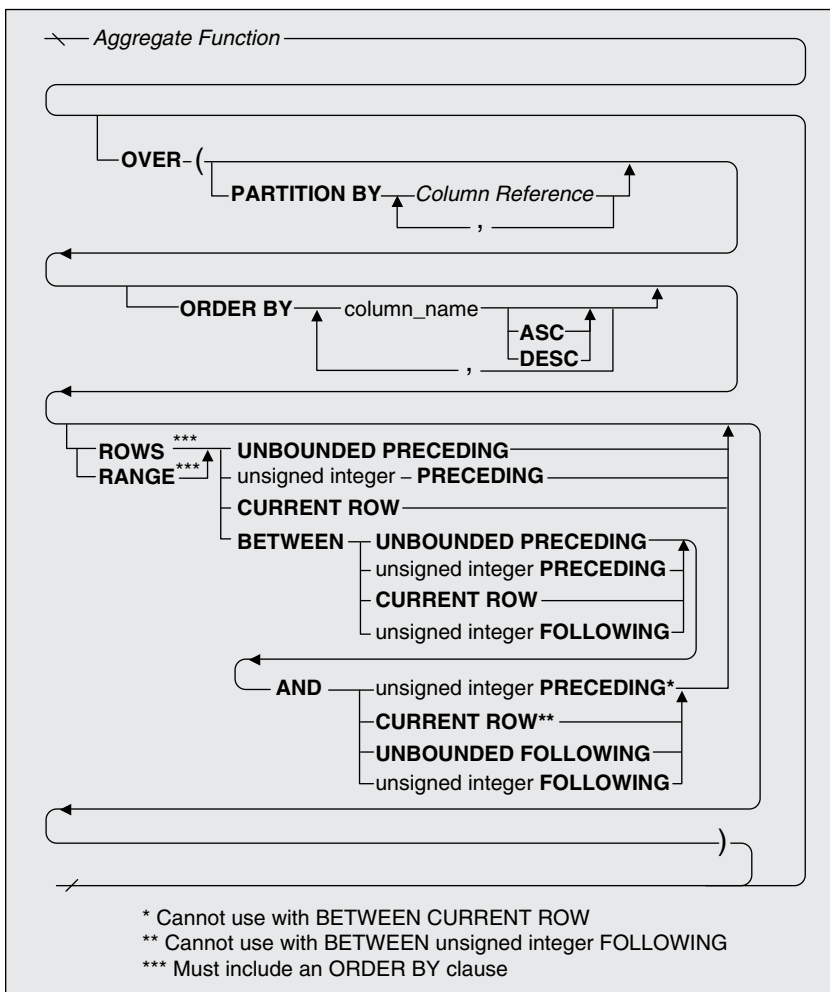 Aggregate Function
OVER (
PARTITION BY Column Reference
,
ORDER BY column_name
ASC
DESC
,
ROWS *** UNBOUNDED PRECEDING
RANGE *** unsigned integer – PRECEDING
CURRENT ROW
BETWEEN UNBOUNDED PRECEDING
unsigned integer PRECEDING
CURRENT ROW
unsigned integer FOLLOWING
AND unsigned integer PRECEDING*
CURRENT ROW**
UNBOUNDED FOLLOWING
unsigned integer FOLLOWING
)
* Cannot use with BETWEEN CURRENT ROW
** Cannot use with BETWEEN unsigned integer FOLLOWING
*** Must include an ORDER BY clause